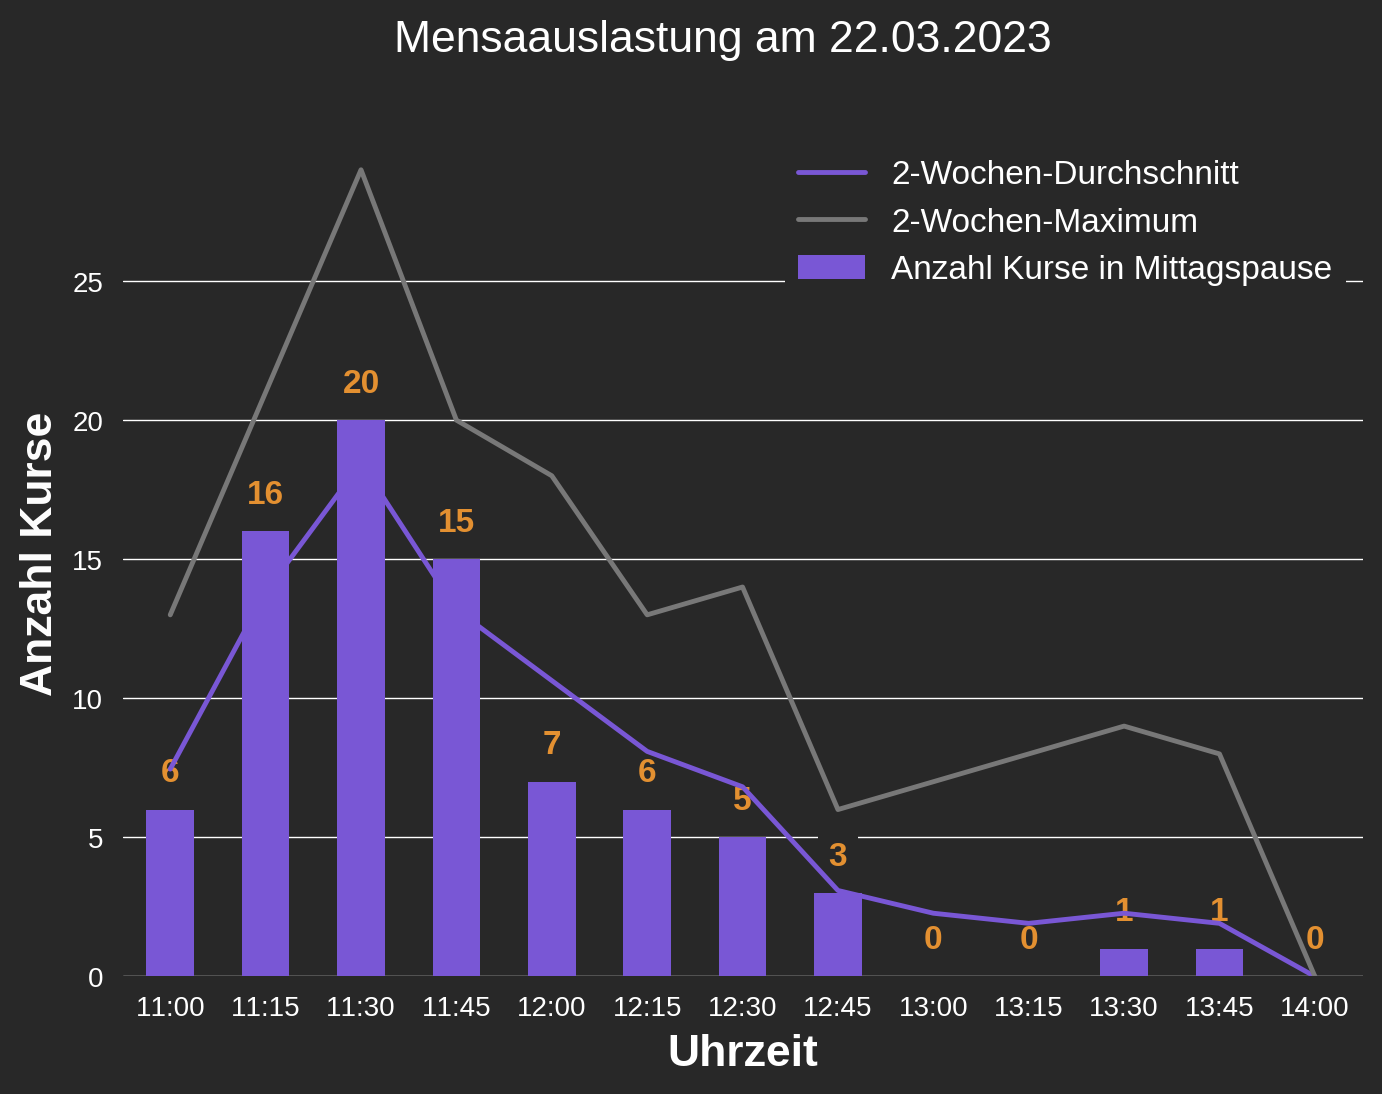 Mensaauslastung am 22.03.2023
2-Wochen-Durchschnitt
2-Wochen-Maximum
Anzahl Kurse in Mittagspause
Anzahl Kurse
25
20
15
10
5
0
6
16
20
15
7
6
5
3
0
0
1
1
0
11:00 11:15 11:30 11:45 12:00 12:15 12:30 12:45 13:00 13:15 13:30 13:45 14:00
Uhrzeit